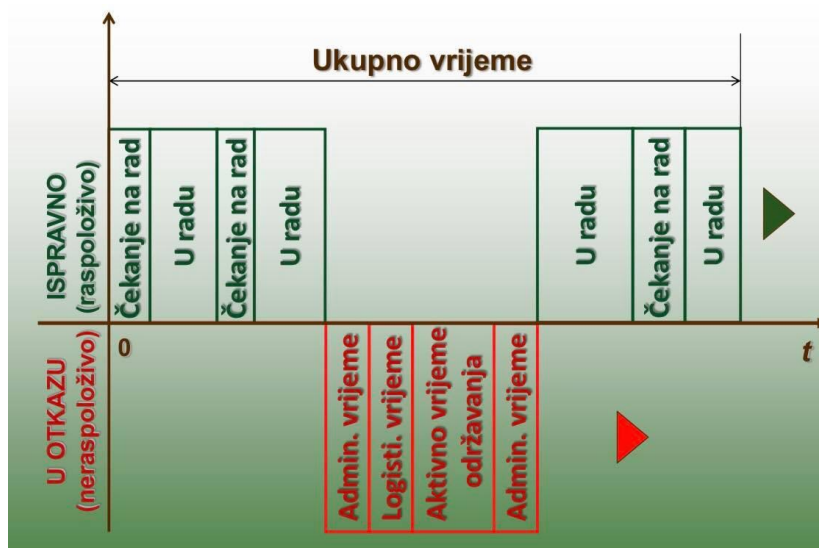 Ukupno vrijeme
ISPRAVNO
(raspoloživo)
Čekanje na rad
U radu
Čekanje na rad
U radu
U radu
Čekanje na rad
U radu
0
t
U OTKAZU
(neraspoloživo)
Admin. vrijeme
Logisti. vrijeme
Aktivno vrijeme
održavanja
Admin. vrijeme